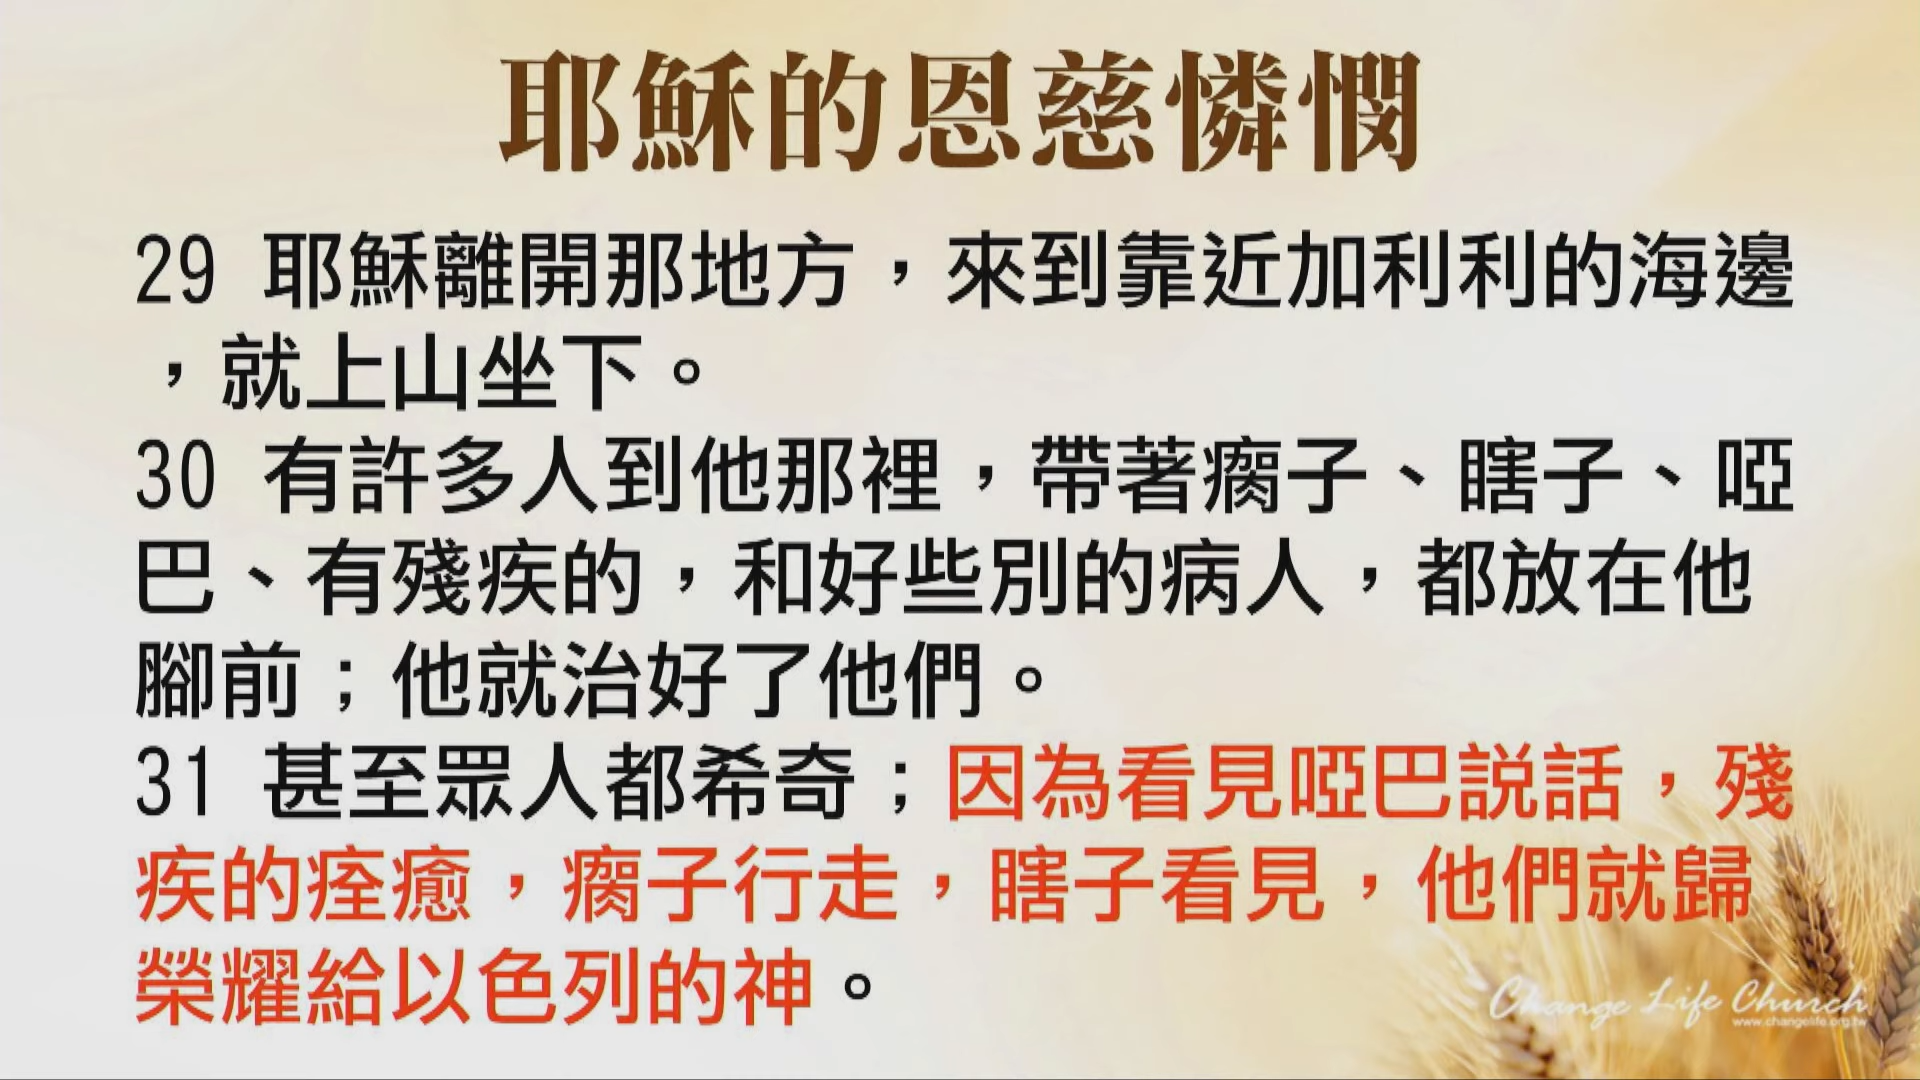 耶穌的恩慈憐憫
29 耶穌離開那地方，來到靠近加利利的海邊
，就上山坐下。
30 有許多人到他那裡，帶著瘸子、瞎子、啞
巴、有殘疾的，和好些別的病人，都放在他
腳前；他就治好了他們。
31 甚至眾人都希奇；因為看見啞巴說話，殘
疾的痊癒，瘸子行走，瞎子看見，他們就歸
榮耀給以色列的神。
Change Life Church
www.changelife.org.tw